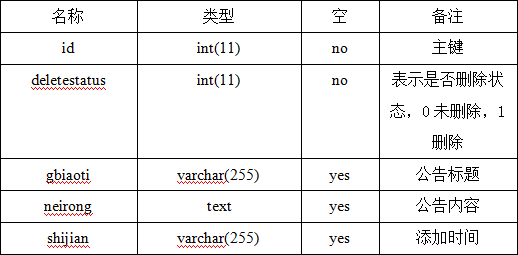 名称 类型 空 备注
id int(11) no 主键
deletestatus int(11) no 表示是否删除状
态，0 未删除，1
删除
gbiaoti varchar(255) yes 公告标题
neirong text yes 公告内容
shijian varchar(255) yes 添加时间